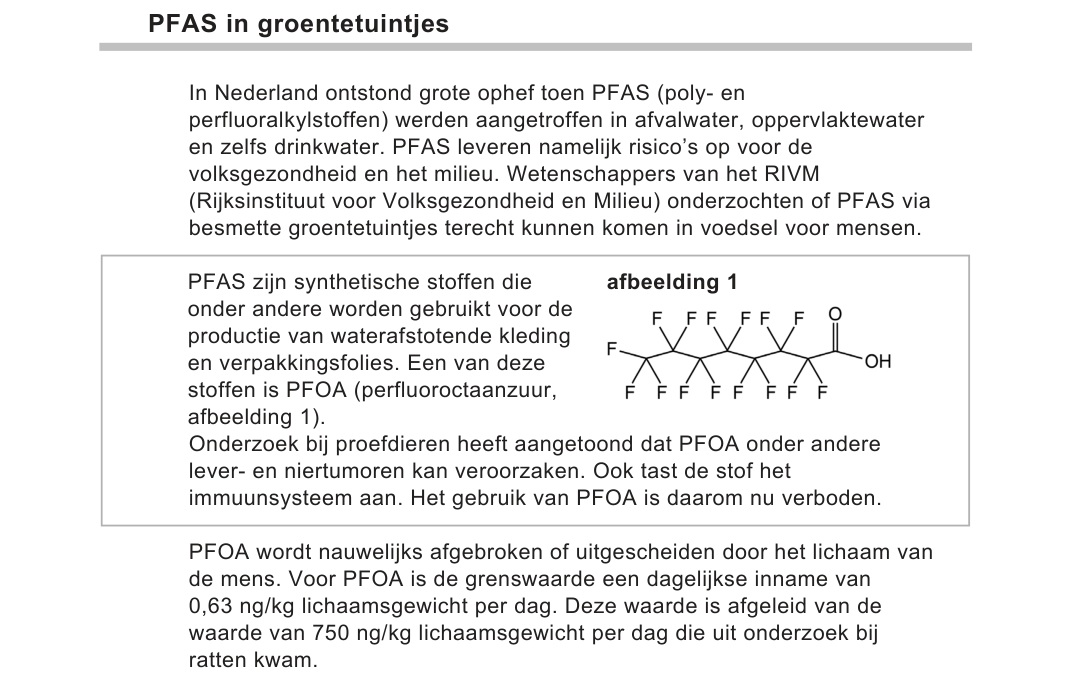 PFAS in groentetuintjes
In Nederland ontstond grote ophef toen PFAS (poly- en
perfluoralkylstoffen) werden aangetroffen in afvalwater, oppervlaktewater
en zelfs drinkwater. PFAS leveren namelijk risico's op voor de
volksgezondheid en het milieu. Wetenschappers van het RIVM
(Rijksinstituut voor Volksgezondheid en Milieu) onderzochten of PFAS via
besmette groentetuintjes terecht kunnen komen in voedsel voor mensen.
PFAS zijn synthetische stoffen die
onder andere worden gebruikt voor de
productie van waterafstotende kleding
en verpakkingsfolies. Een van deze
stoffen is PFOA (perfluoroctaanzuur,
afbeelding 1).
afbeelding 1
F F F F F F O
F
OH
F F F F F F F F
Onderzoek bij proefdieren heeft aangetoond dat PFOA onder andere
lever- en niertumoren kan veroorzaken. Ook tast de stof het
immuunsysteem aan. Het gebruik van PFOA is daarom nu verboden.
PFOA wordt nauwelijks afgebroken of uitgescheiden door het lichaam van
de mens. Voor PFOA is de grenswaarde een dagelijkse inname van
0,63 ng/kg lichaamsgewicht per dag. Deze waarde is afgeleid van de
waarde van 750 ng/kg lichaamsgewicht per dag die uit onderzoek bij
ratten kwam.